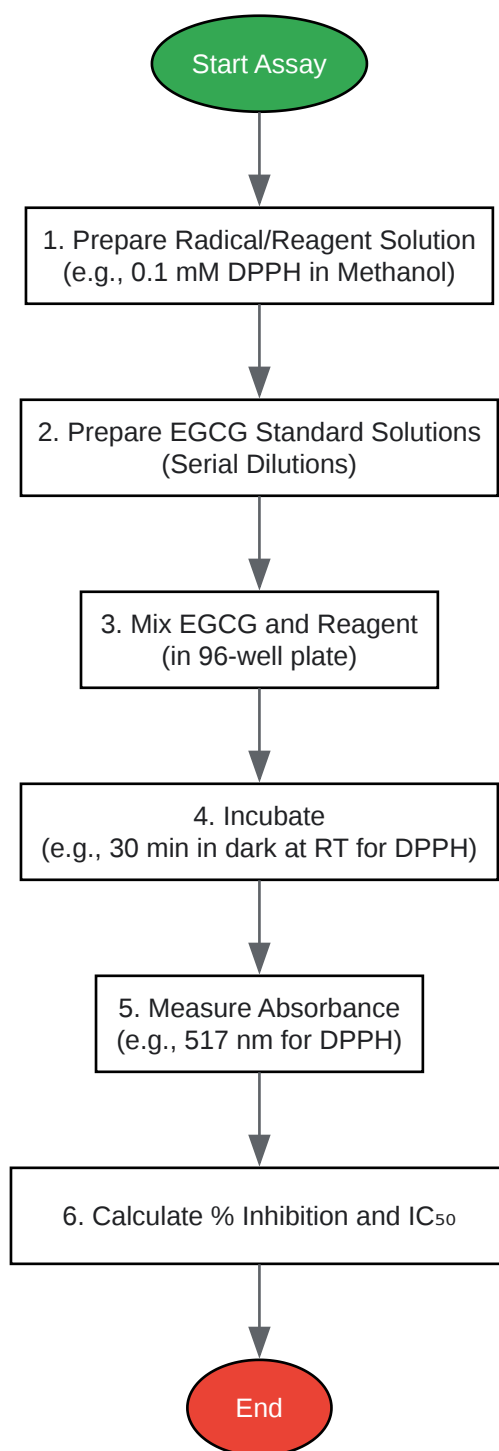 Start Assay
1. Prepare Radical/Reagent Solution
(e.g., 0.1 mM DPPH in Methanol)
2. Prepare EGCG Standard Solutions
(Serial Dilutions)
3. Mix EGCG and Reagent
(in 96-well plate)
4. Incubate
(e.g., 30 min in dark at RT for DPPH)
5. Measure Absorbance
(e.g., 517 nm for DPPH)
6. Calculate % Inhibition and IC₅₀
End